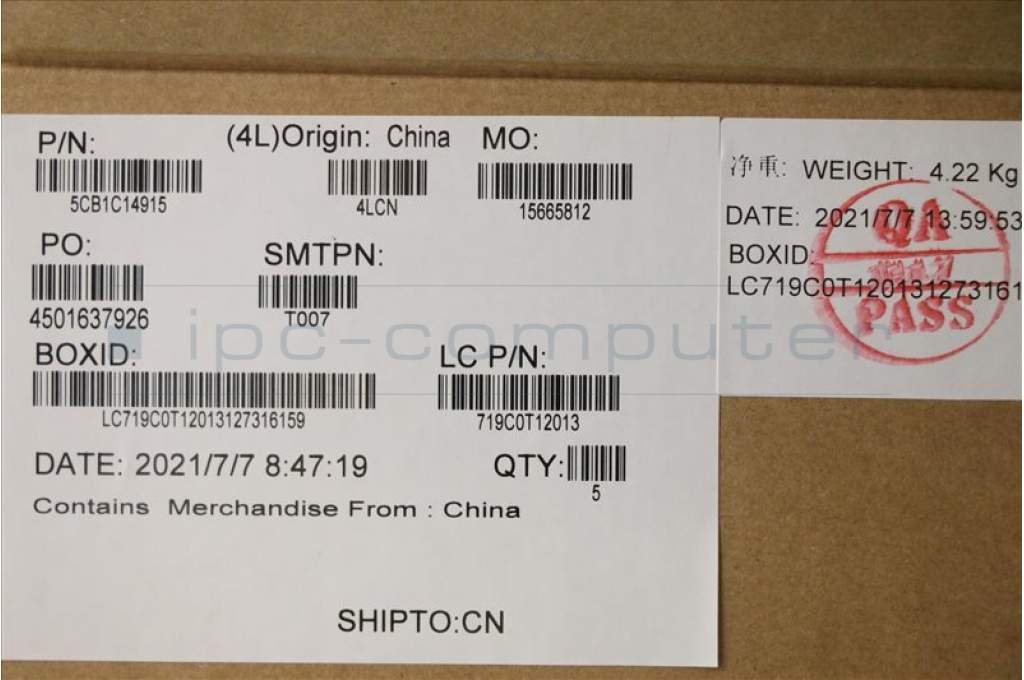 P/N: (4L)Origin: China MO:
5CB1C14915 4LCN 15665812
PO: SMTPN:
4501637926 T007
BOXID: LC P/N:
LC719C0T12013127316159 719C0T12013
DATE: 2021/7/7 8:47:19 QTY:
5
Contains Merchandise From : China
SHIPTO:CN
净重: WEIGHT: 4.22 Kg
DATE: 2021/7/7 13:59:53
BOXID:
LC719C0T120131273161
QA
PASS
ipc-computer